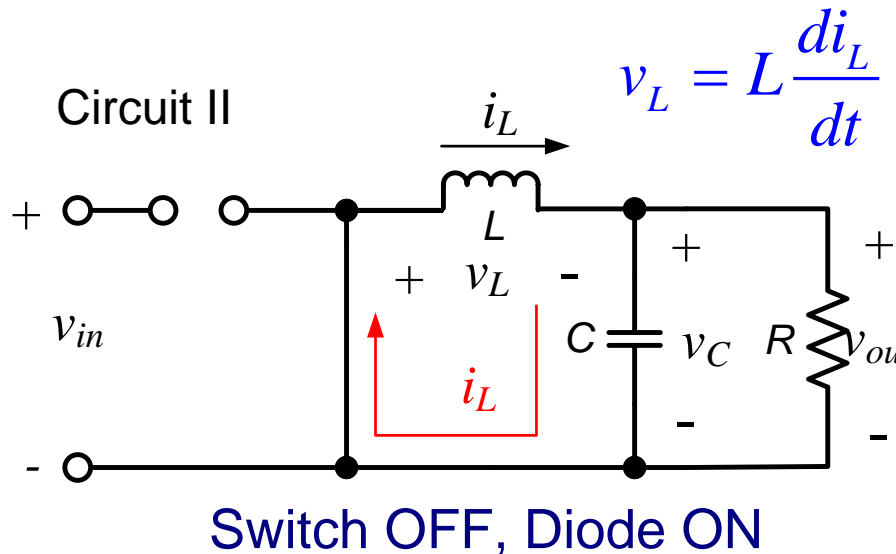 v_L = L di_L/dt
Circuit II
i_L
+
L
+ v_L -
+
+
v_in
C
v_C
R
v_ou
i_L
-
-
-
Switch OFF, Diode ON